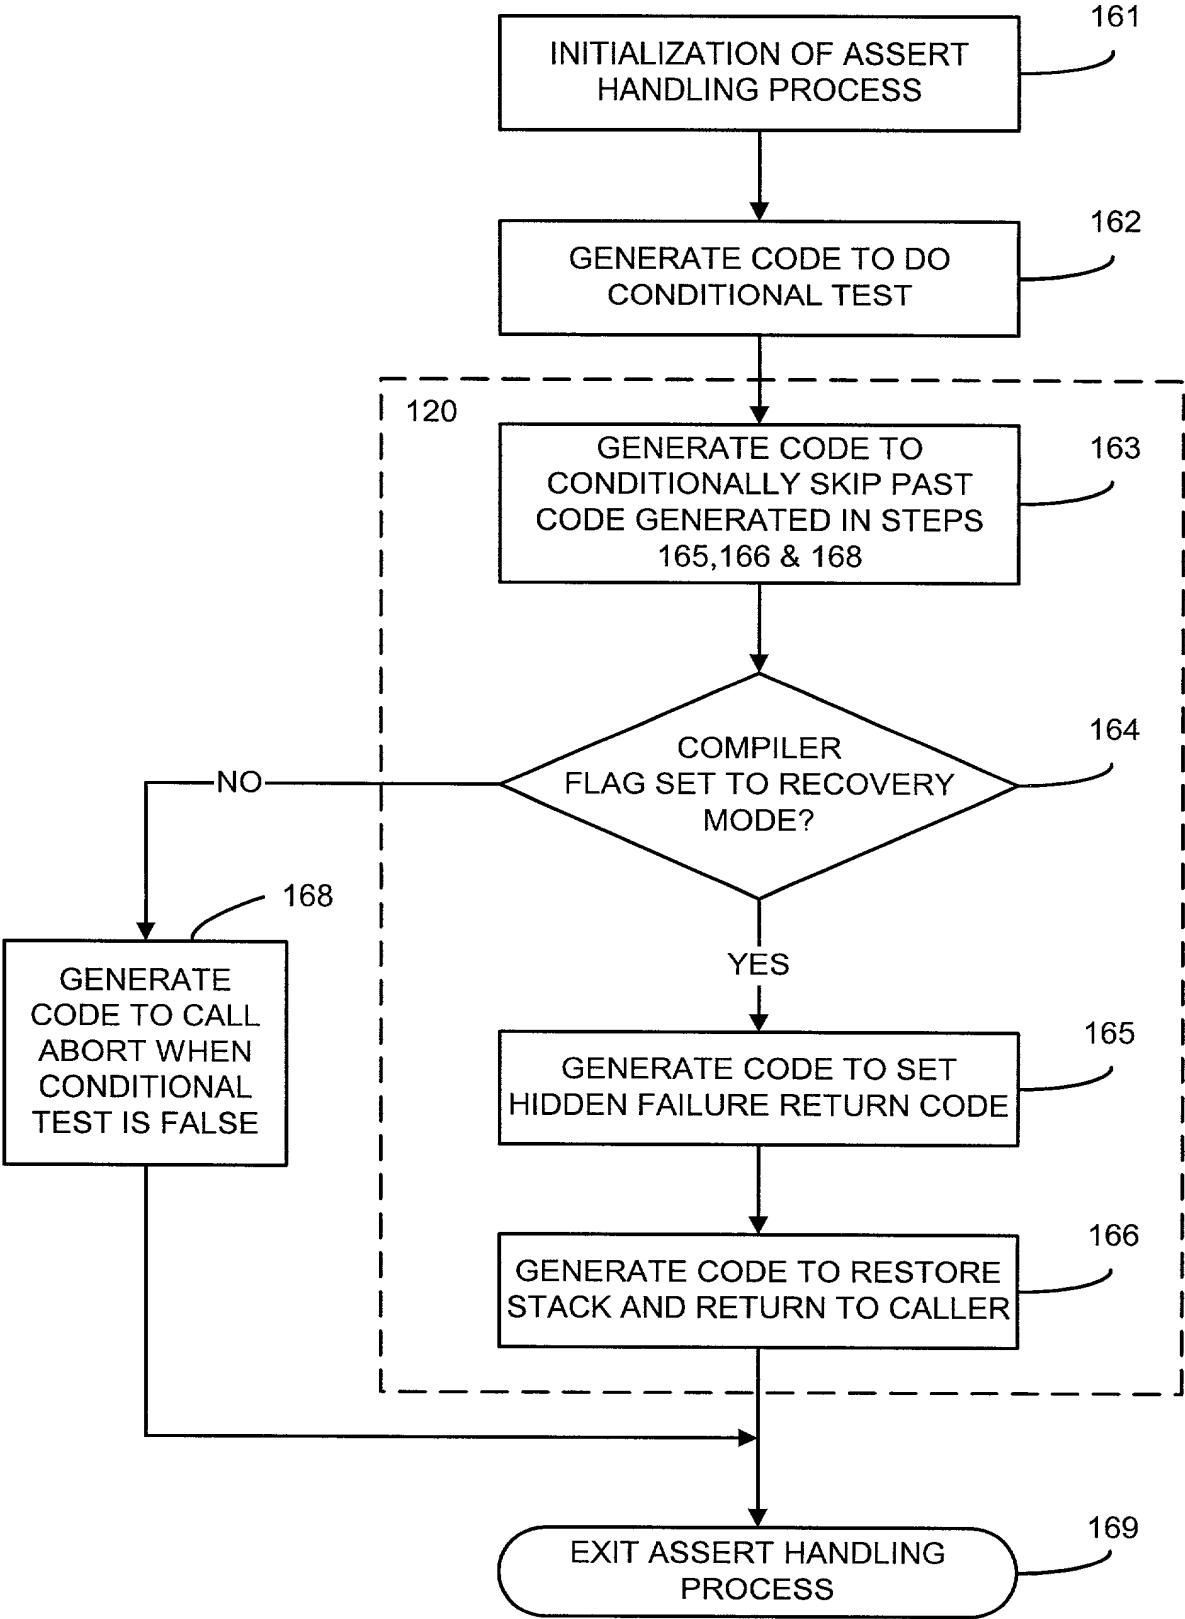 161
INITIALIZATION OF ASSERT
HANDLING PROCESS
162
GENERATE CODE TO DO
CONDITIONAL TEST
120
163
GENERATE CODE TO
CONDITIONALLY SKIP PAST
CODE GENERATED IN STEPS
165,166 & 168
164
COMPILER
FLAG SET TO RECOVERY
MODE?
NO
168
GENERATE
CODE TO CALL
ABORT WHEN
CONDITIONAL
TEST IS FALSE
YES
165
GENERATE CODE TO SET
HIDDEN FAILURE RETURN CODE
166
GENERATE CODE TO RESTORE
STACK AND RETURN TO CALLER
169
EXIT ASSERT HANDLING
PROCESS